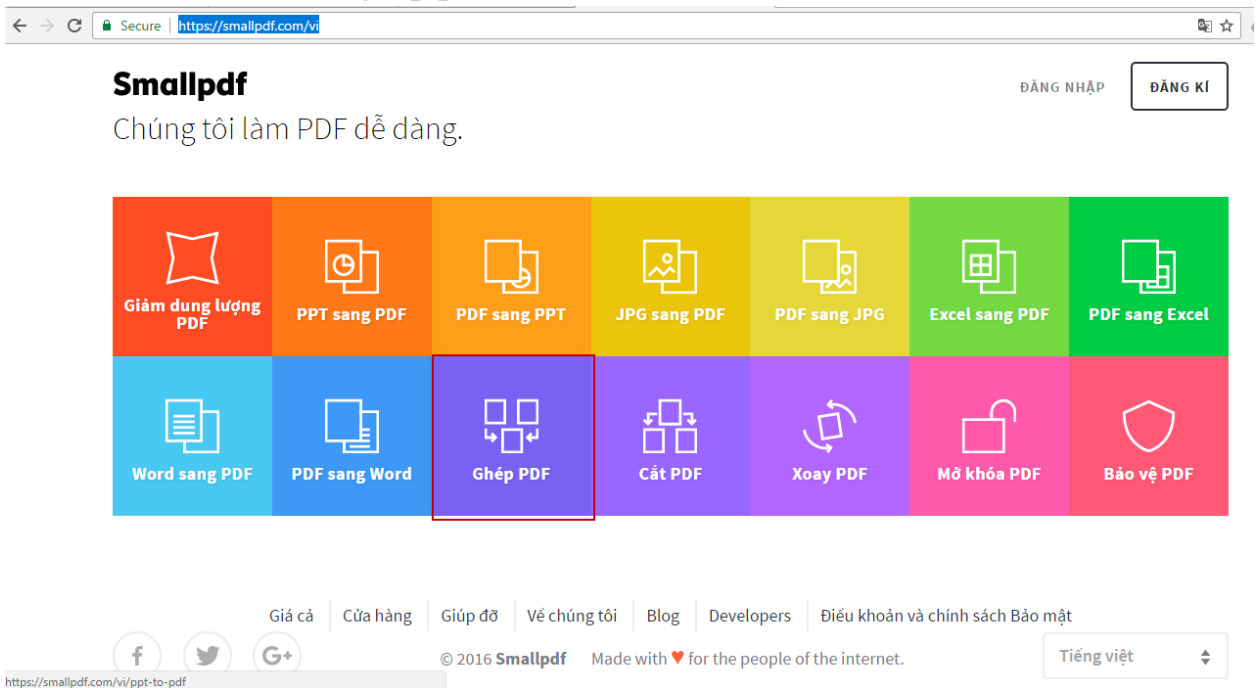 Secure | https://smallpdf.com/vi
Smallpdf
ĐĂNG NHẬP
ĐĂNG KÍ
Chúng tôi làm PDF dễ dàng.
Giảm dung lượng
PDF
PPT sang PDF
PDF sang PPT
JPG sang PDF
PDF sang JPG
Excel sang PDF
PDF sang Excel
Word sang PDF
PDF sang Word
Ghép PDF
Cắt PDF
Xoay PDF
Mở khóa PDF
Bảo vệ PDF
Giá cả
Cửa hàng
Giúp đỡ
Về chúng tôi
Blog
Developers
Điều khoản và chính sách Bảo mật
f
G+
© 2016 Smallpdf
Made with ♥ for the people of the internet.
Tiếng việt
https://smallpdf.com/vi/ppt-to-pdf